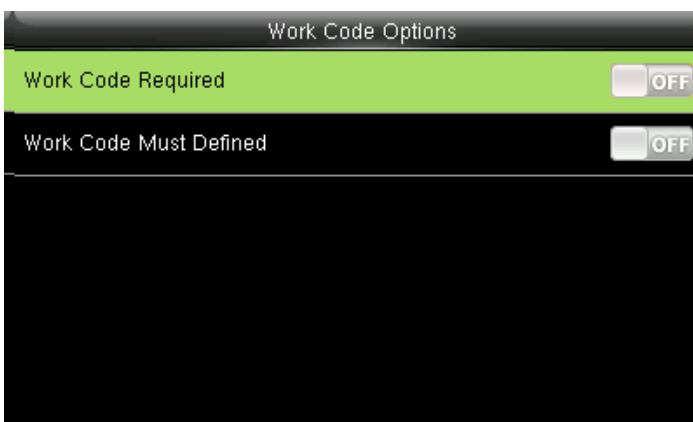 Work Code Options
Work Code Required OFF
Work Code Must Defined OFF